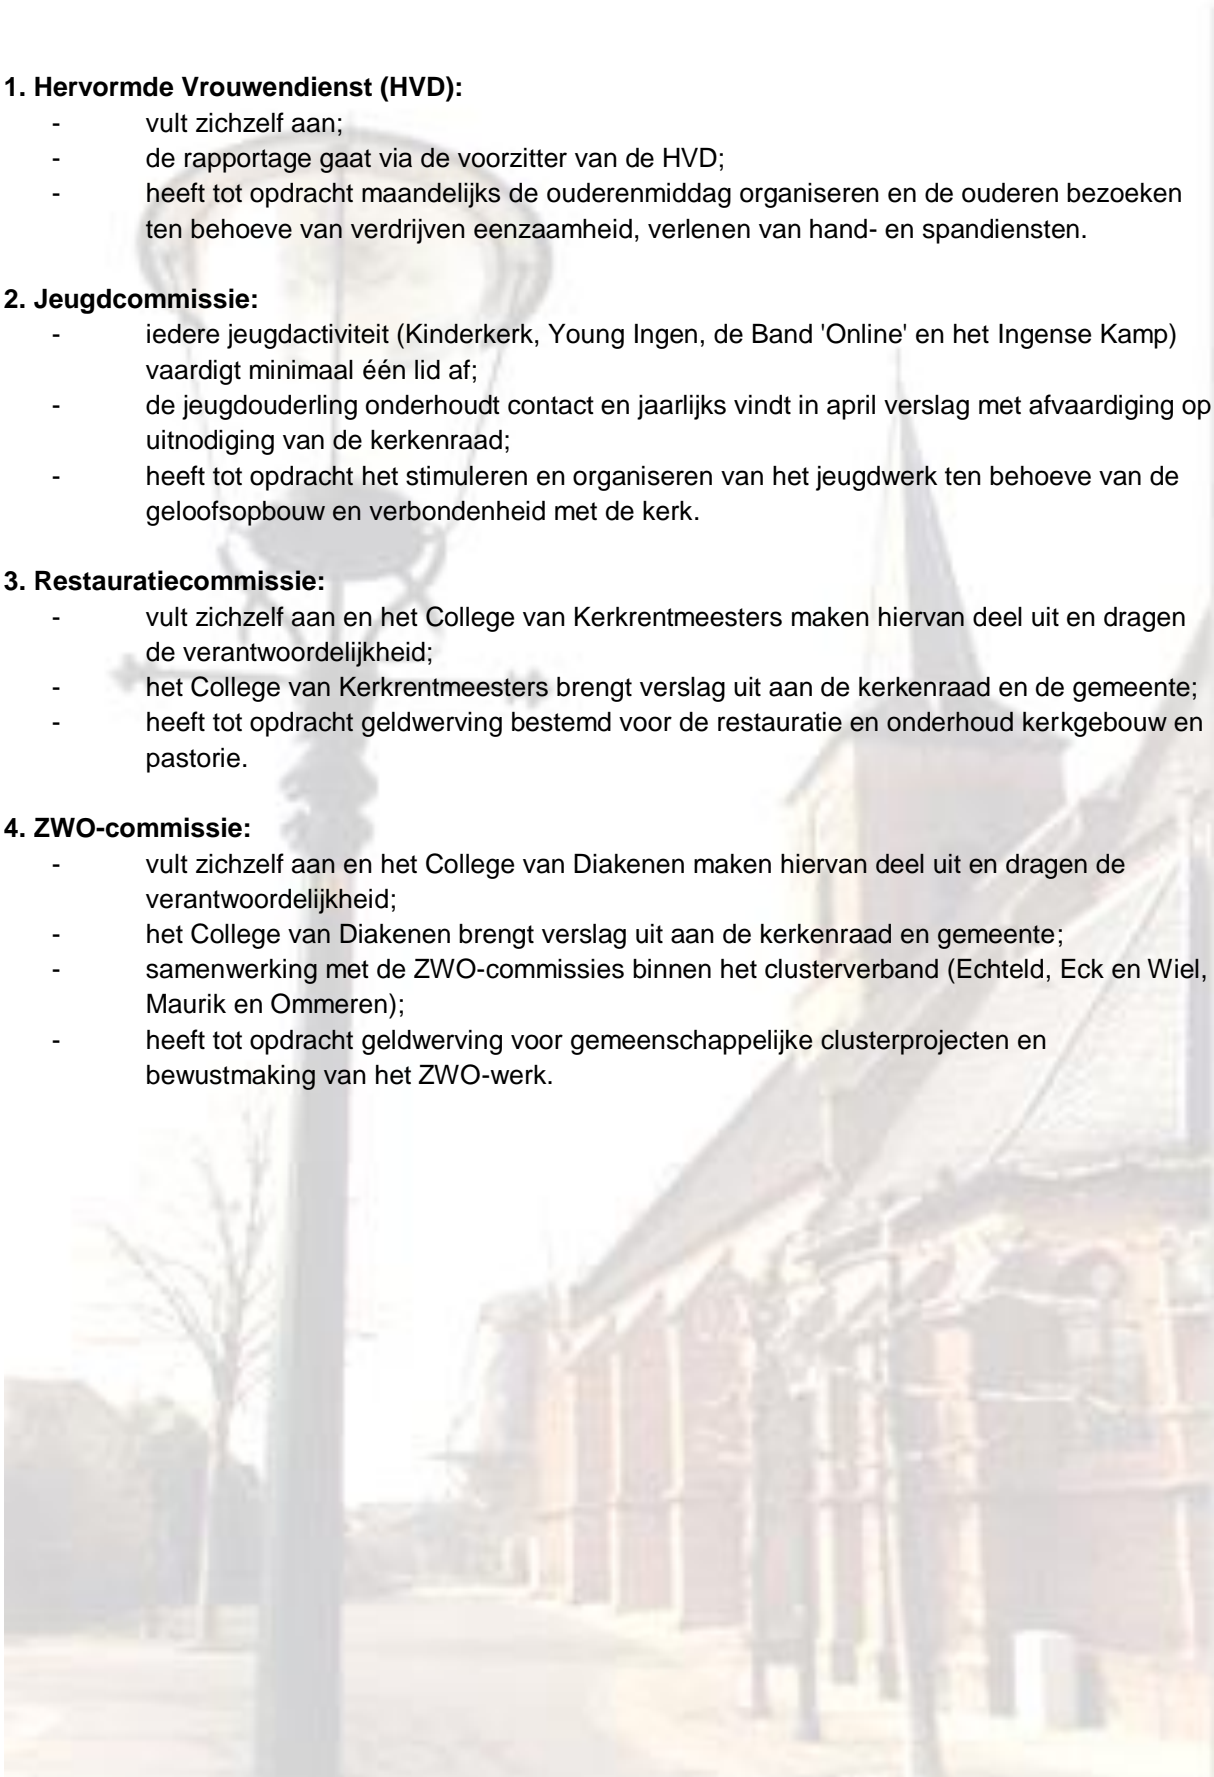 1. Hervormde Vrouwendienst (HVD):
- vult zichzelf aan;
- de rapportage gaat via de voorzitter van de HVD;
- heeft tot opdracht maandelijks de ouderenmiddag organiseren en de ouderen bezoeken
ten behoeve van verdrijven eenzaamheid, verlenen van hand- en spandiensten.
2. Jeugdcommissie:
- iedere jeugdactiviteit (Kinderkerk, Young Ingen, de Band 'Online' en het Ingense Kamp)
vaardigt minimaal één lid af;
- de jeugdouderling onderhoudt contact en jaarlijks vindt in april verslag met afvaardiging op
uitnodiging van de kerkenraad;
- heeft tot opdracht het stimuleren en organiseren van het jeugdwerk ten behoeve van de
geloofsopbouw en verbondenheid met de kerk.
3. Restauratiecommissie:
- vult zichzelf aan en het College van Kerkrentmeesters maken hiervan deel uit en dragen
de verantwoordelijkheid;
- het College van Kerkrentmeesters brengt verslag uit aan de kerkenraad en de gemeente;
- heeft tot opdracht geldwerving bestemd voor de restauratie en onderhoud kerkgebouw en
pastorie.
4. ZWO-commissie:
- vult zichzelf aan en het College van Diakenen maken hiervan deel uit en dragen de
verantwoordelijkheid;
- het College van Diakenen brengt verslag uit aan de kerkenraad en gemeente;
- samenwerking met de ZWO-commissies binnen het clusterverband (Echteld, Eck en Wiel,
Maurik en Ommeren);
- heeft tot opdracht geldwerving voor gemeenschappelijke clusterprojecten en
bewustmaking van het ZWO-werk.